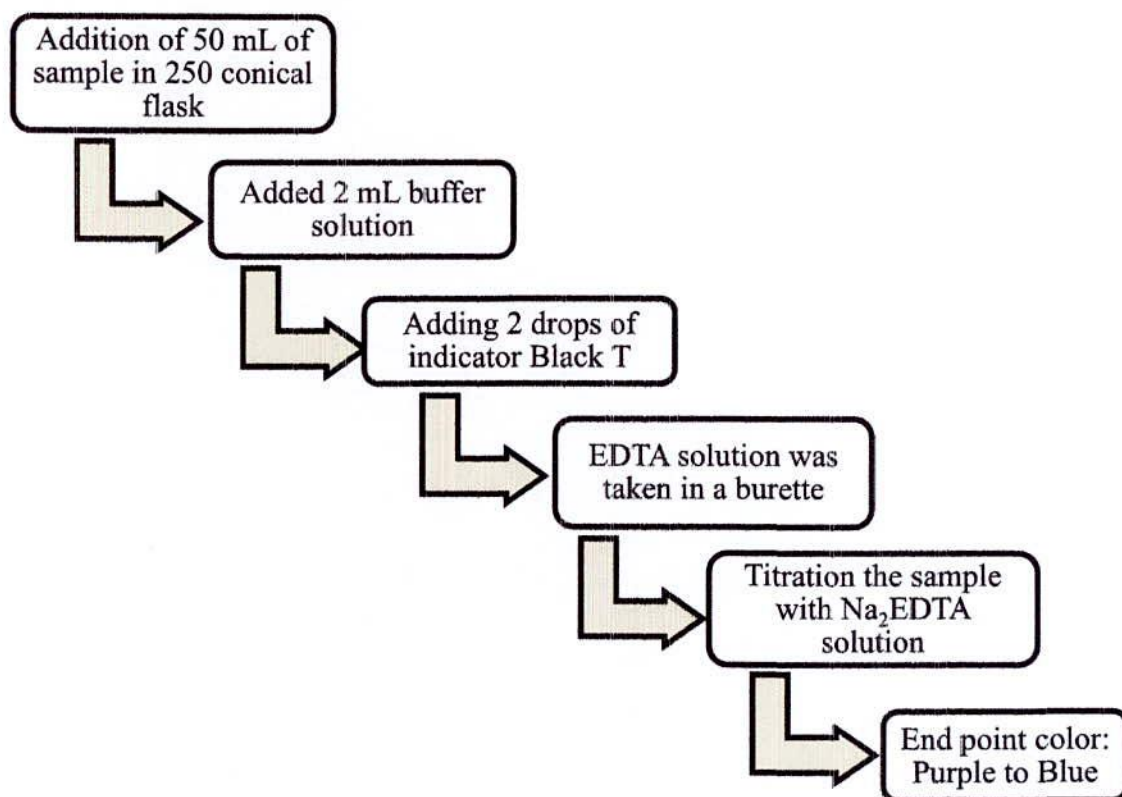 Addition of 50 mL of
sample in 250 conical
flask
Added 2 mL buffer
solution
Adding 2 drops of
indicator Black T
EDTA solution was
taken in a burette
Titration the sample
with Na₂EDTA
solution
End point color:
Purple to Blue